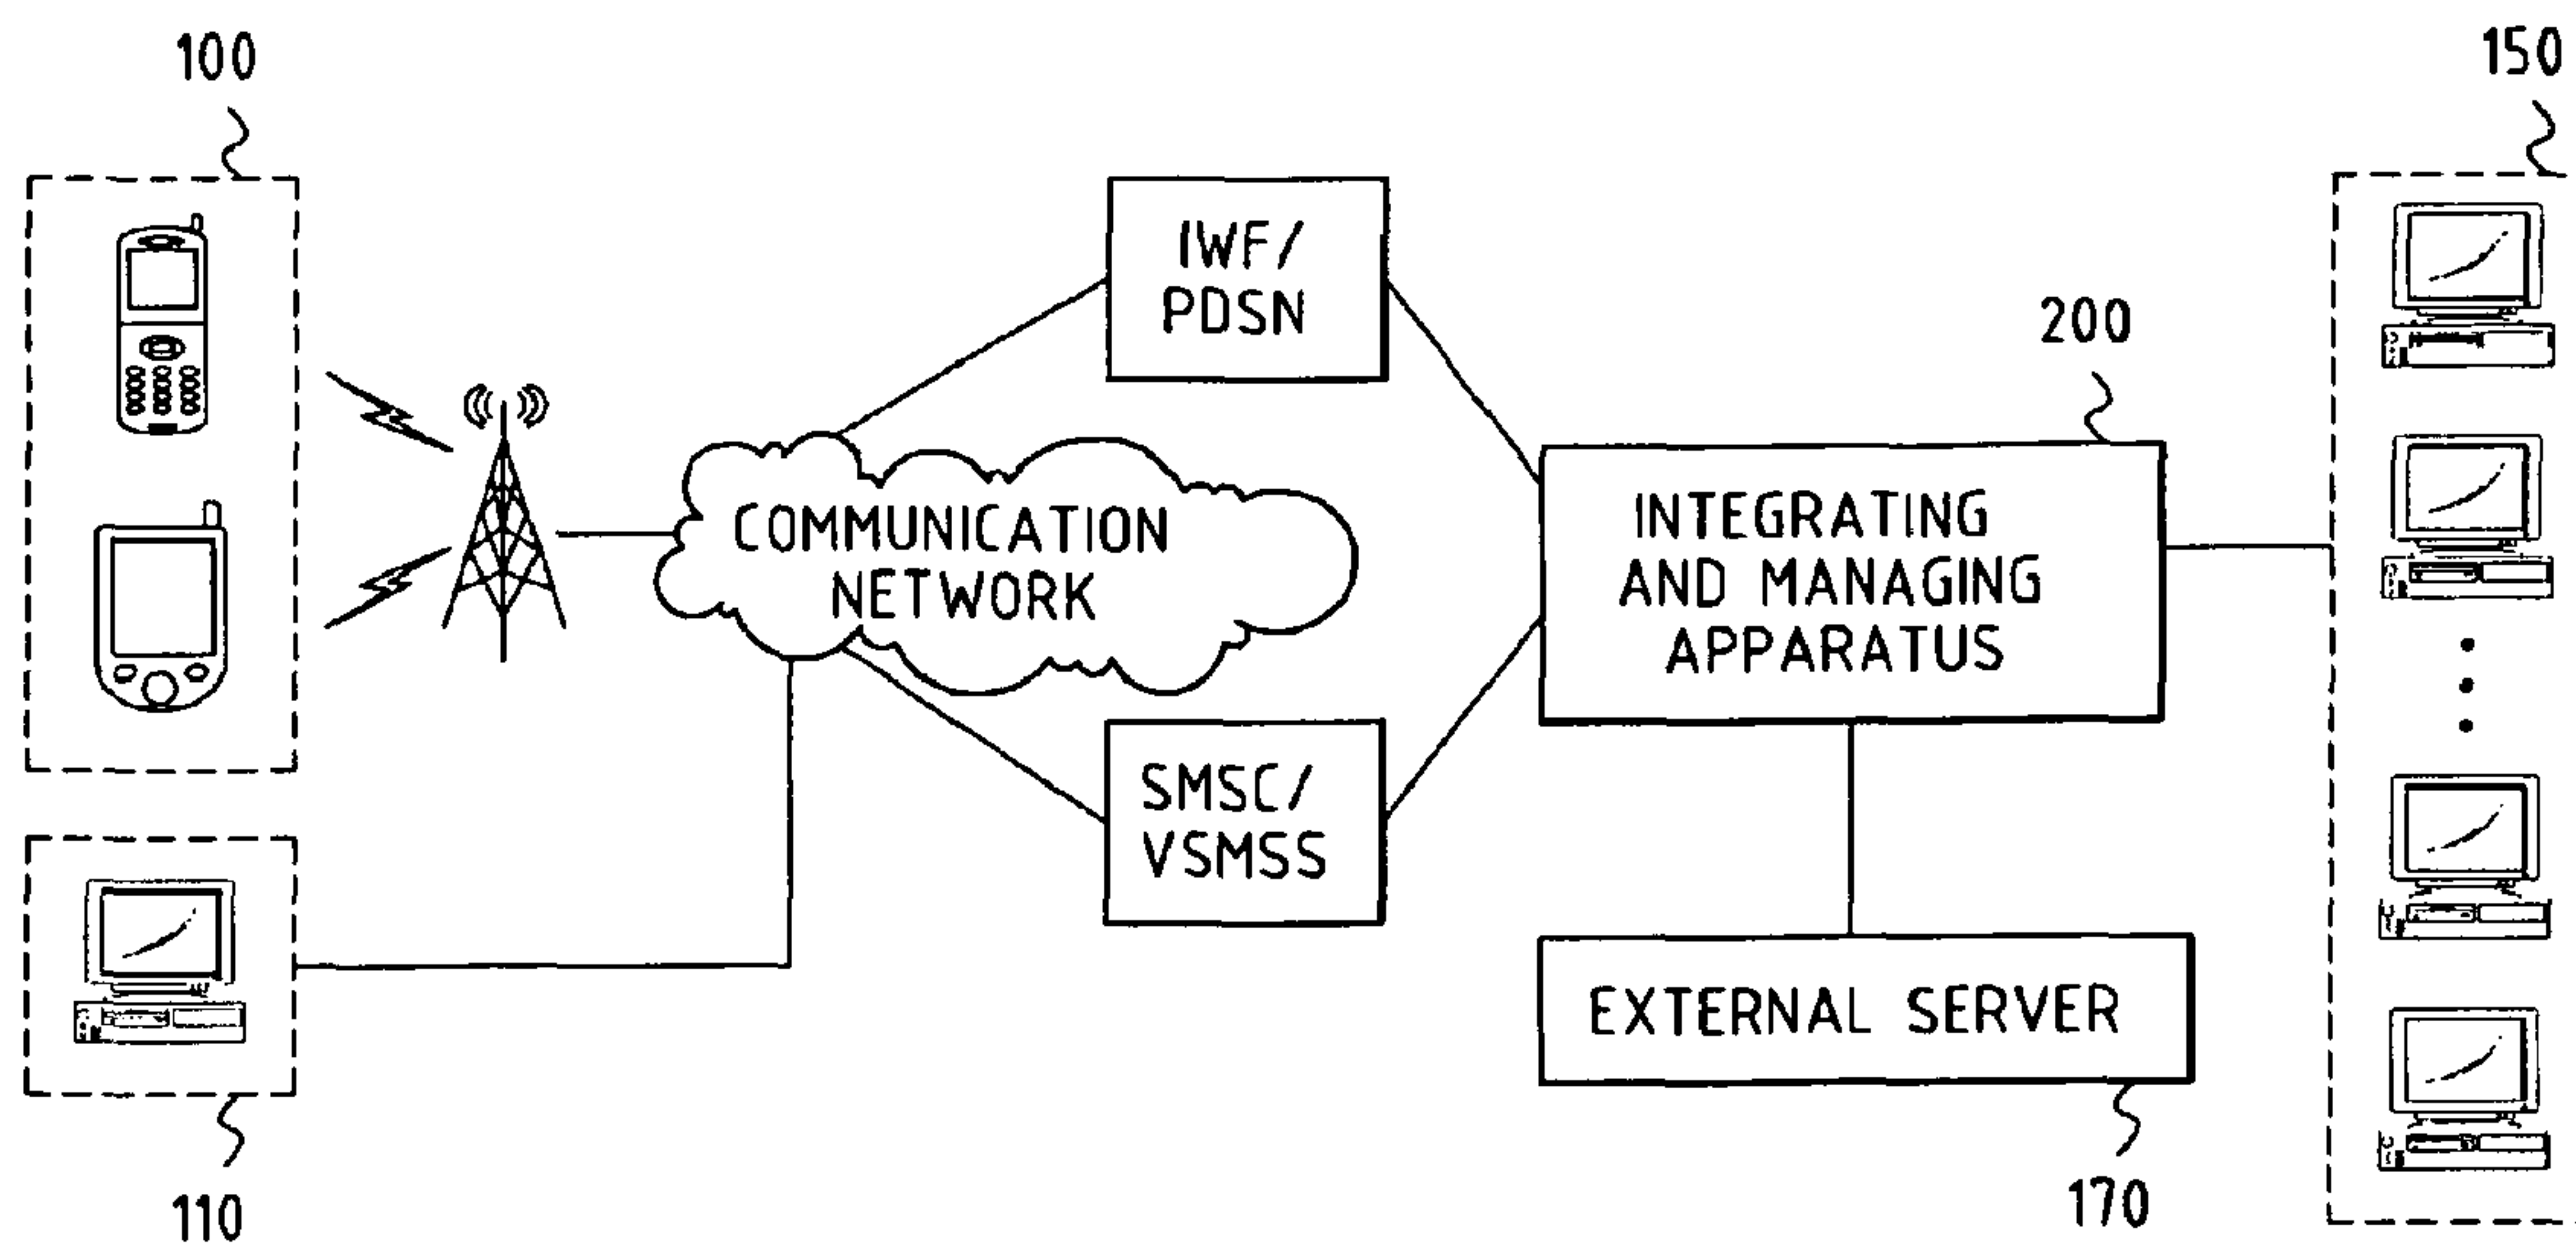 100
150
IWF/
PDSN
200
COMMUNICATION
NETWORK
INTEGRATING
AND MANAGING
APPARATUS
SMSC/
VSMSS
EXTERNAL SERVER
110
170